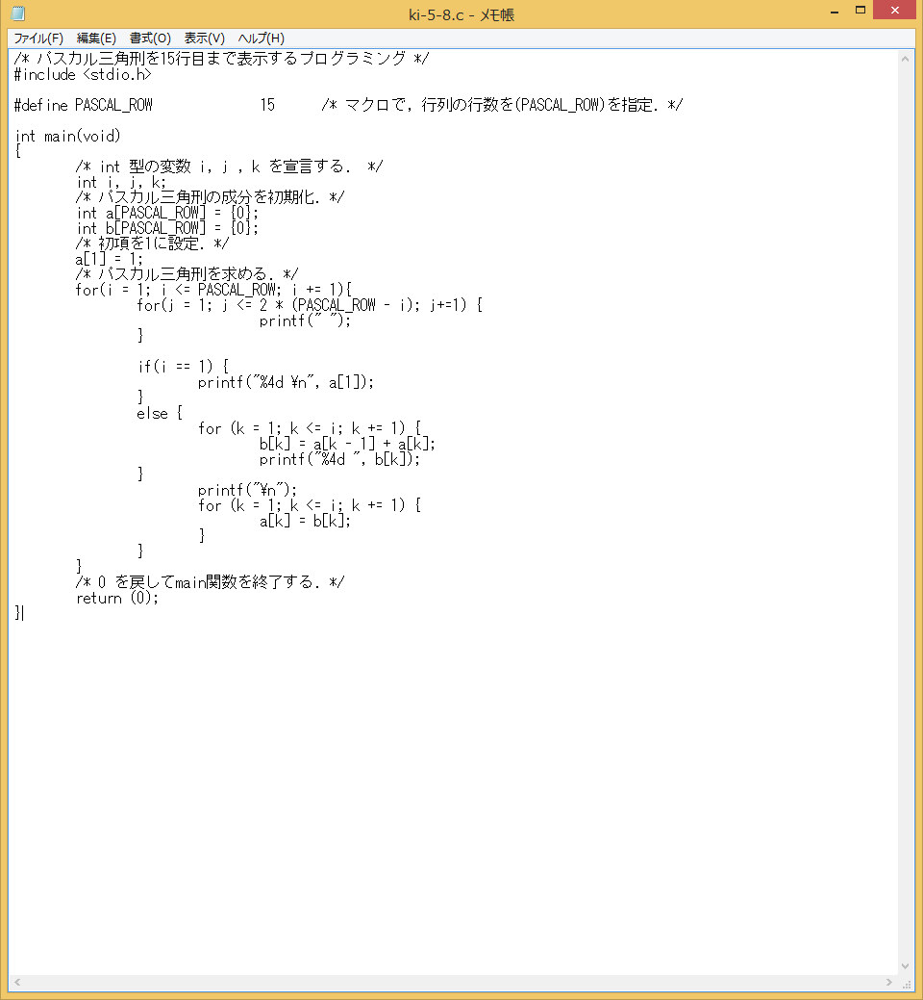 ki-5-8.c - メモ帳
ファイル(F) 編集(E) 書式(O) 表示(V) ヘルプ(H)
/* パスカル三角刑を15行目まで表示するプログラミング */
#include <stdio.h>
#define PASCAL_ROW 15 /* マクロで，行列の行数を(PASCAL_ROW)を指定．*/
int main(void)
{
/* int 型の変数 i, j , k を宣言する． */
int i, j, k;
/* パスカル三角刑の成分を初期化．*/
int a[PASCAL_ROW] = {0};
int b[PASCAL_ROW] = {0};
/* 初項を1に設定．*/
a[1] = 1;
/* パスカル三角刑を求める．*/
for(i = 1; i <= PASCAL_ROW; i += 1){
for(j = 1; j <= 2 * (PASCAL_ROW - i); j+=1) {
printf(" ");
}
if(i == 1) {
printf("%4d ¥n", a[1]);
}
else {
for (k = 1; k <= i; k += 1) {
b[k] = a[k - 1] + a[k];
printf("%4d ", b[k]);
}
printf("¥n");
for (k = 1; k <= i; k += 1) {
a[k] = b[k];
}
}
}
/* 0 を戻してmain関数を終了する．*/
return (0);
}